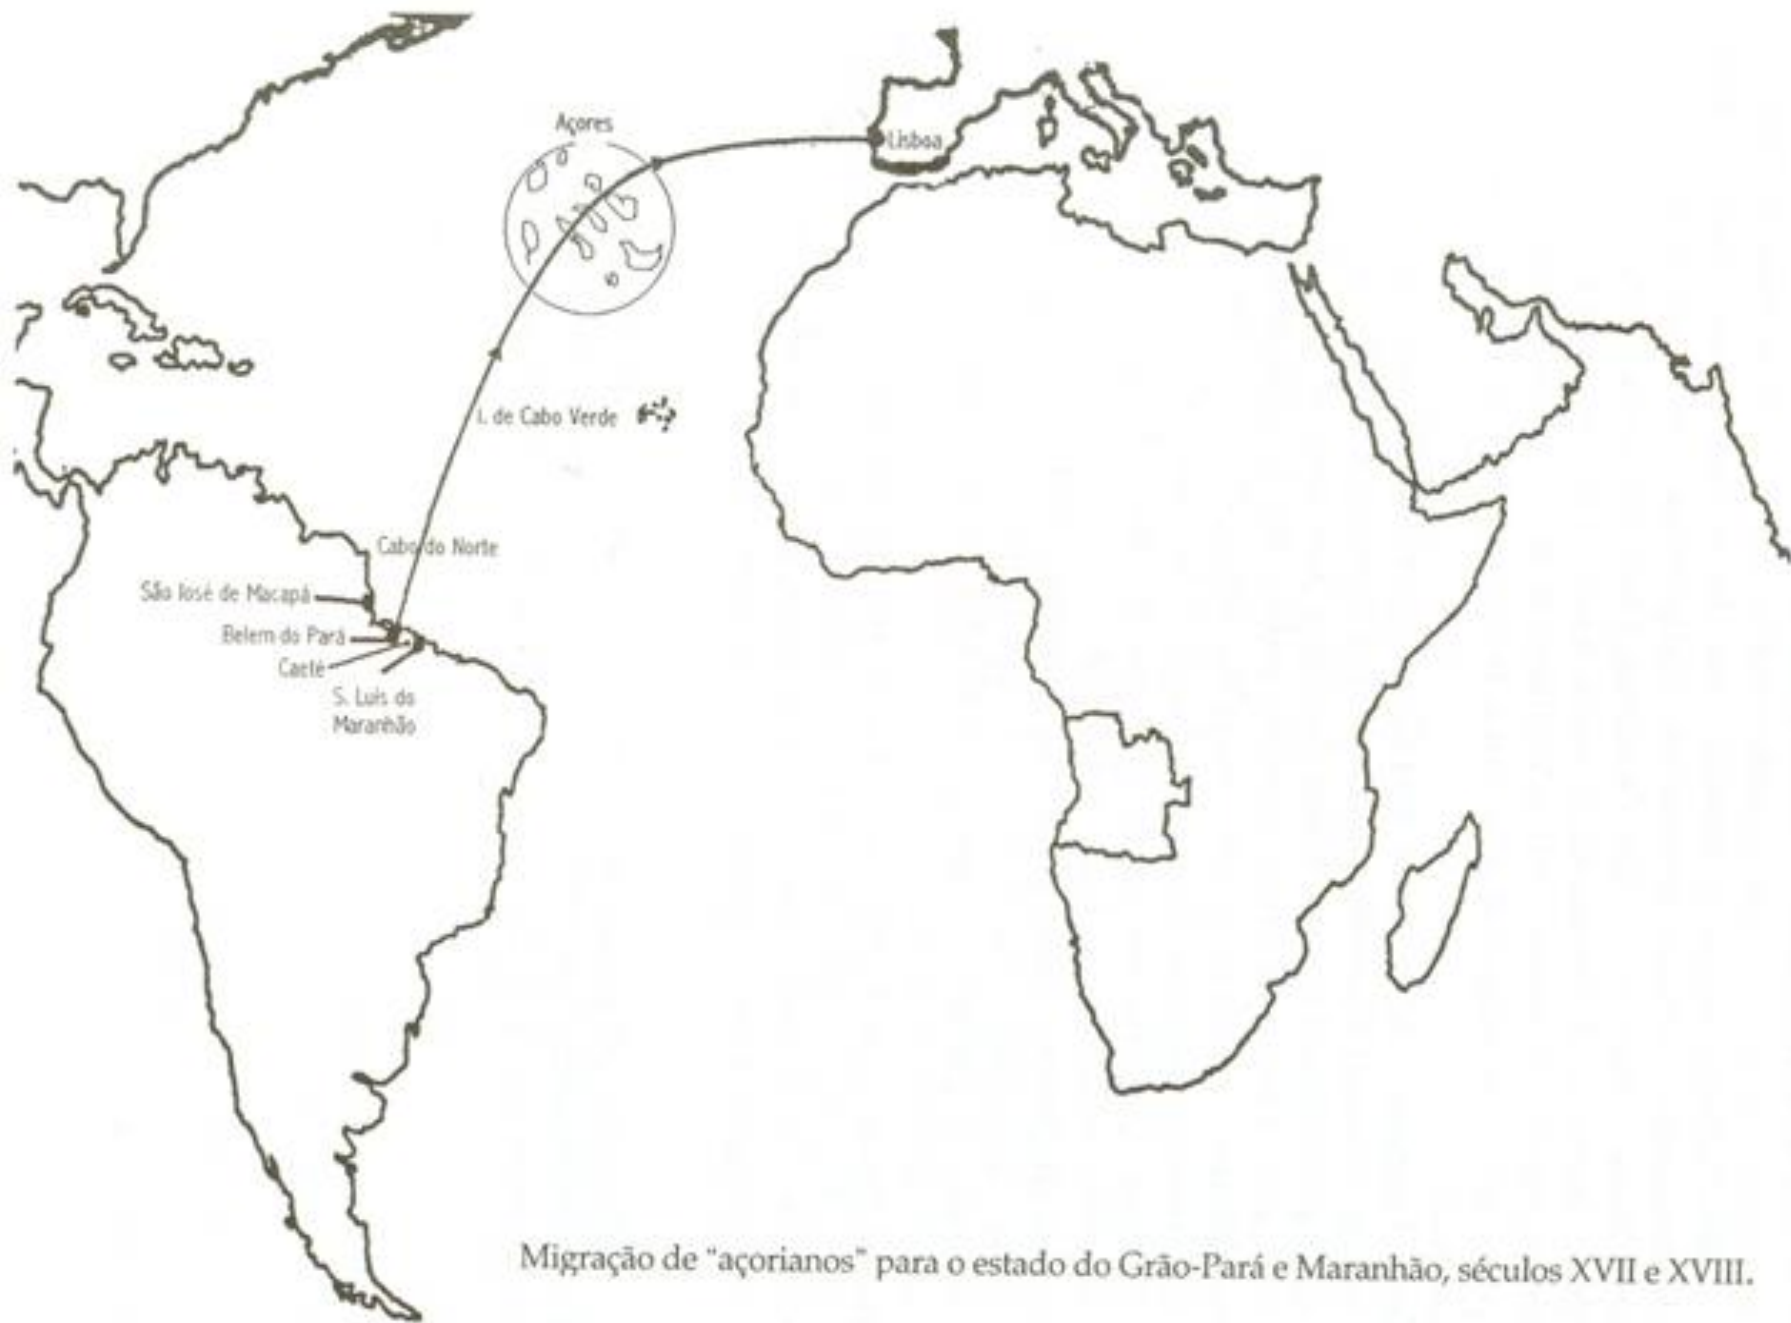 Açores
Lisboa
I. de Cabo Verde
Cabo do Norte
São José de Macapá
Belem do Pará
Caeté
S. Luís do
Maranhão
Migração de "açorianos" para o estado do Grão-Pará e Maranhão, séculos XVII e XVIII.